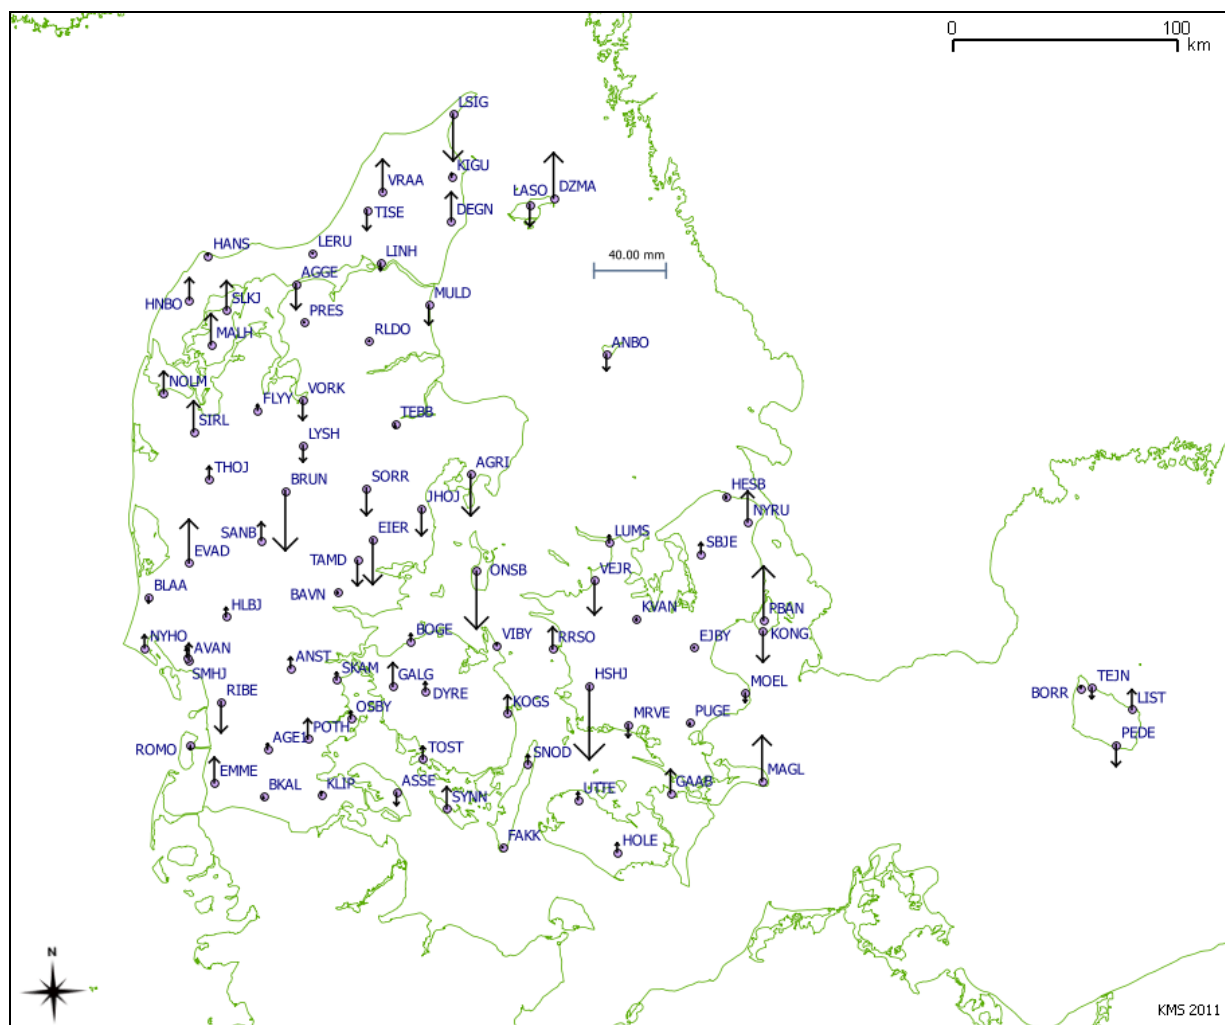 0 100
km
LSIG
KIGU
VRAA
ŁASO
DZMA
TISE
DEGN
HANS
LERU
LINH
40.00 mm
AGGE
HNBO
SLKJ
MULD
PRES
MALH
RLDO
ANBO
NOLM
FLYY
VORK
SIRL
TEBB
LYSH
THOJ
BRUN
SORR
AGRI
JHOJ
HESB
NYRU
SANB
EIER
LUMS
SBJE
EVAD
TAMD
ONSB
VEJR
BLAA
BAVN
HLBJ
KVAN
PBAN
NYHO
AVAN
BOGE
VIBY
RRSO
EJBY
KONG
SMHJ
ANST
SKAM
GALG
DYRE
HSHJ
MOEL
BORR
TEJN
LIST
RIBE
OSBY
KOGS
MRVE
PUGE
PEDE
ROMO
AGE1
POTH
TOST
SNOD
EMME
BKAL
KLIP
ASSE
SYNN
UTTE
GAAB
MAGL
FAKK
HOLE
N
KMS 2011